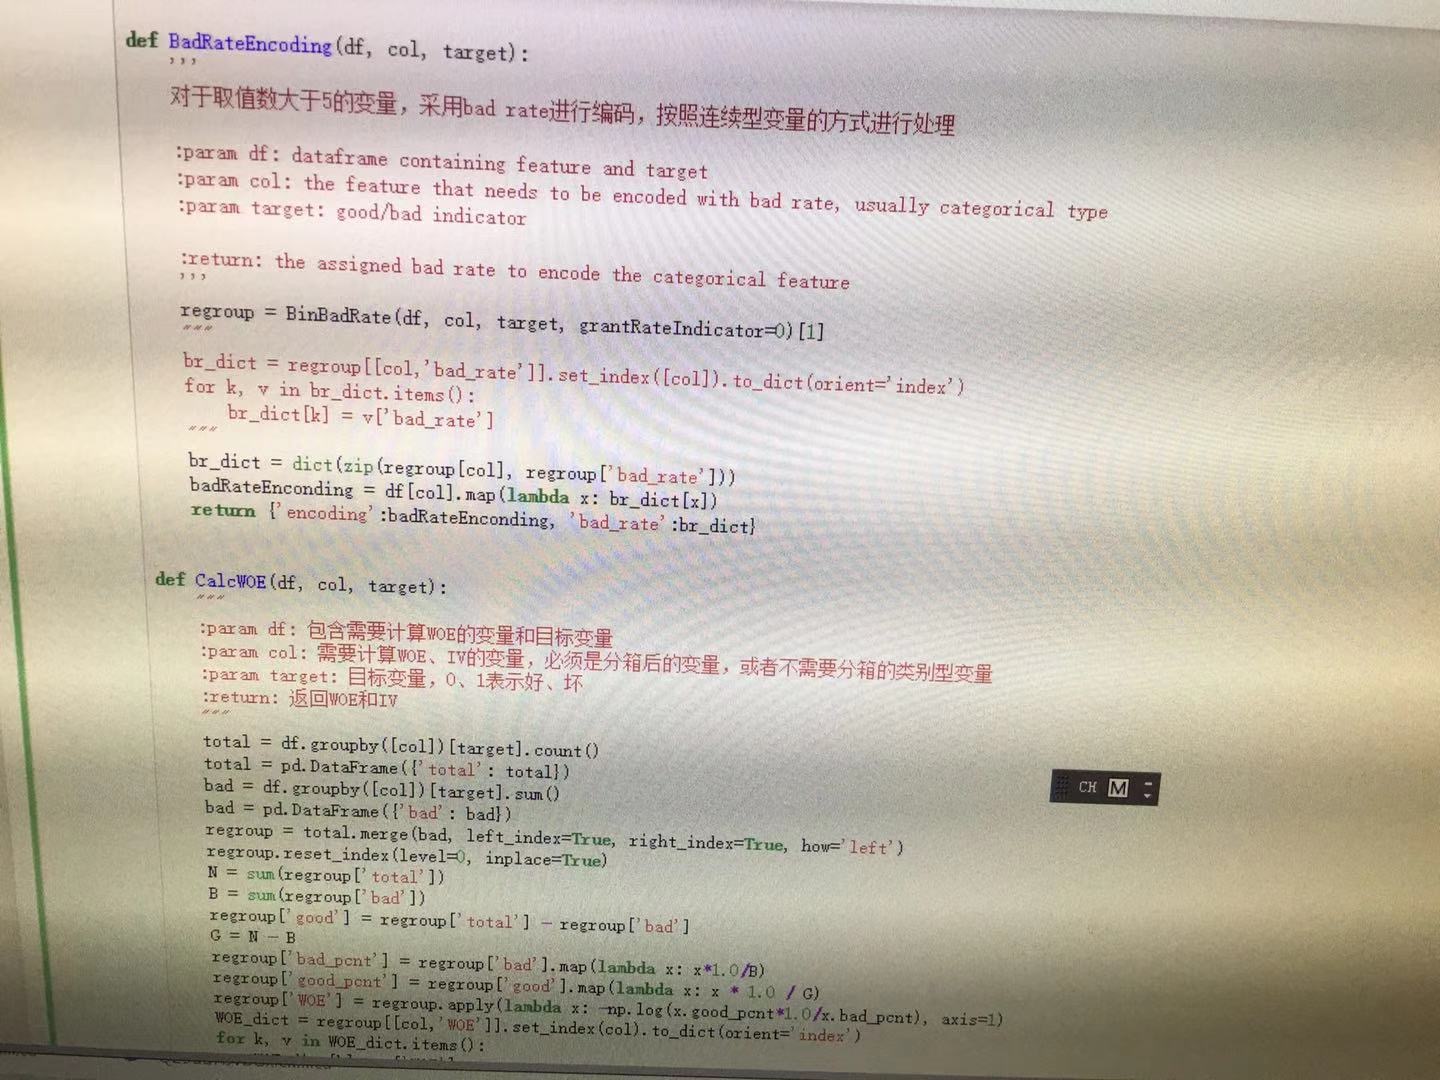 def BadRateEncoding(df, col, target):
'''
对于取值数大于5的变量，采用bad rate进行编码，按照连续型变量的方式进行处理
:param df: dataframe containing feature and target
:param col: the feature that needs to be encoded with bad rate, usually categorical type
:param target: good/bad indicator
:return: the assigned bad rate to encode the categorical feature
'''
regroup = BinBadRate(df, col, target, grantRateIndicator=0)[1]
"""
br_dict = regroup[[col,'bad_rate']].set_index([col]).to_dict(orient='index')
for k, v in br_dict.items():
br_dict[k] = v['bad_rate']
"""
br_dict = dict(zip(regroup[col], regroup['bad_rate']))
badRateEnconding = df[col].map(lambda x: br_dict[x])
return {'encoding':badRateEnconding, 'bad_rate':br_dict}
def CalcWOE(df, col, target):
"""
:param df: 包含需要计算WOE的变量和目标变量
:param col: 需要计算WOE、IV的变量，必须是分箱后的变量，或者不需要分箱的类别型变量
:param target: 目标变量，0、1表示好、坏
:return: 返回WOE和IV
"""
total = df.groupby([col])[target].count()
total = pd.DataFrame({'total': total})
bad = df.groupby([col])[target].sum()
bad = pd.DataFrame({'bad': bad})
regroup = total.merge(bad, left_index=True, right_index=True, how='left')
regroup.reset_index(level=0, inplace=True)
N = sum(regroup['total'])
B = sum(regroup['bad'])
regroup['good'] = regroup['total'] - regroup['bad']
G = N - B
regroup['bad_pcnt'] = regroup['bad'].map(lambda x: x*1.0/B)
regroup['good_pcnt'] = regroup['good'].map(lambda x: x * 1.0 / G)
regroup['WOE'] = regroup.apply(lambda x: -np.log(x.good_pcnt*1.0/x.bad_pcnt), axis=1)
WOE_dict = regroup[[col,'WOE']].set_index(col).to_dict(orient='index')
for k, v in WOE_dict.items():
CH M